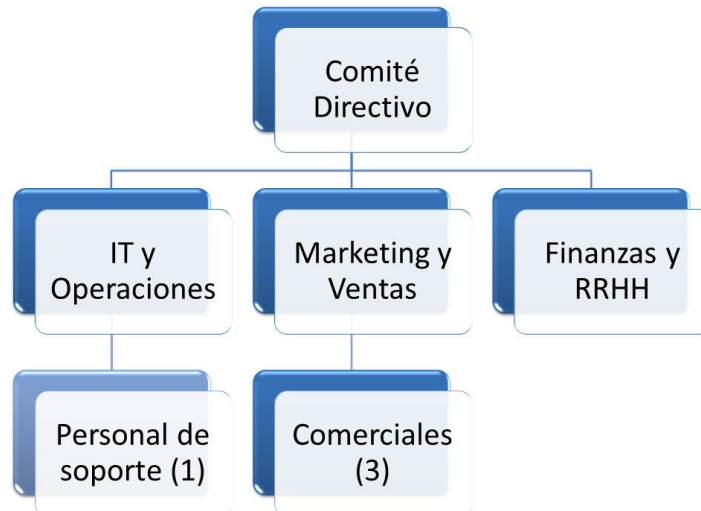 Comité
Directivo
IT y
Operaciones
Marketing y
Ventas
Finanzas y
RRHH
Personal de
soporte (1)
Comerciales
(3)